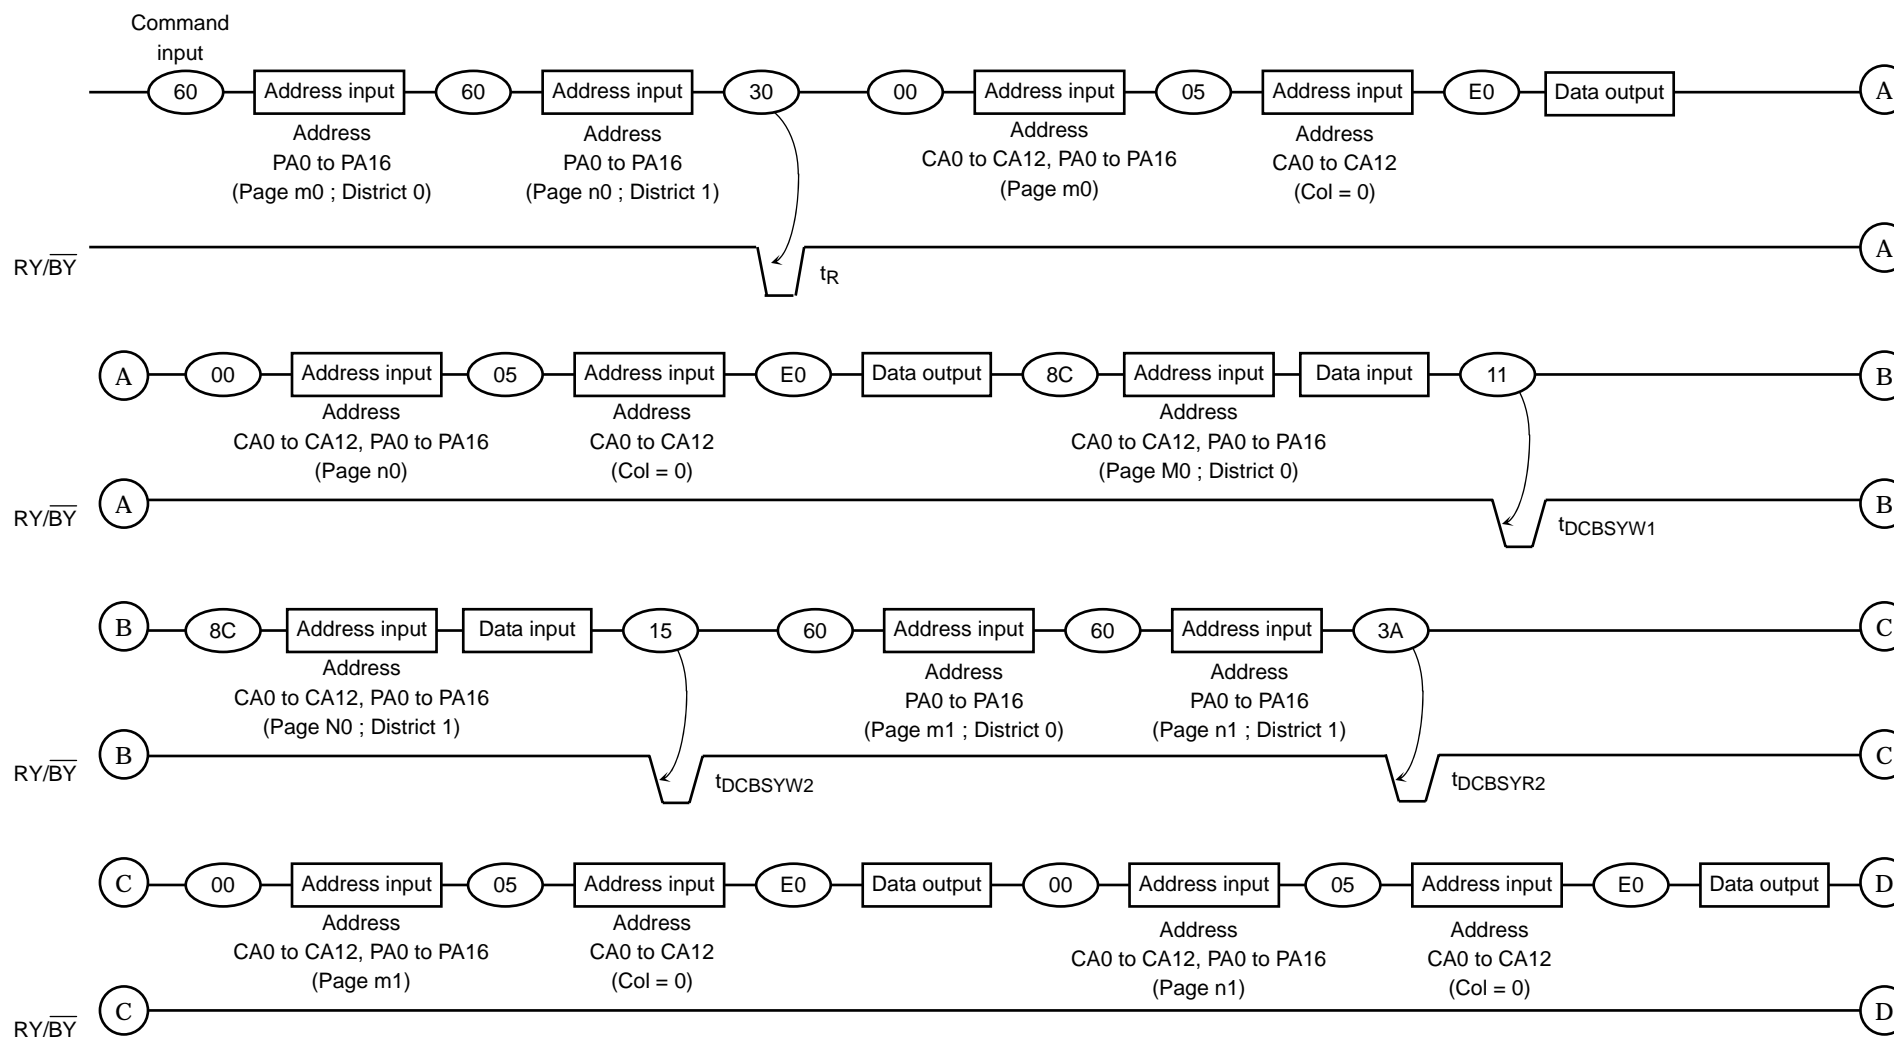 Command
input
60 Address input 60 Address input 30 00 Address input 05 Address input E0 Data output A
Address
PA0 to PA16
(Page m0 ; District 0)
Address
PA0 to PA16
(Page n0 ; District 1)
Address
CA0 to CA12, PA0 to PA16
(Page m0)
Address
CA0 to CA12
(Col = 0)
RY/B̅Y̅ tR A
A 00 Address input 05 Address input E0 Data output 8C Address input Data input 11 B
Address
CA0 to CA12, PA0 to PA16
(Page n0)
Address
CA0 to CA12
(Col = 0)
Address
CA0 to CA12, PA0 to PA16
(Page M0 ; District 0)
RY/B̅Y̅ A tDCBSYW1 B
B 8C Address input Data input 15 60 Address input 60 Address input 3A C
Address
CA0 to CA12, PA0 to PA16
(Page N0 ; District 1)
Address
PA0 to PA16
(Page m1 ; District 0)
Address
PA0 to PA16
(Page n1 ; District 1)
RY/B̅Y̅ B tDCBSYW2 tDCBSYR2 C
C 00 Address input 05 Address input E0 Data output 00 Address input 05 Address input E0 Data output D
Address
CA0 to CA12, PA0 to PA16
(Page m1)
Address
CA0 to CA12
(Col = 0)
Address
CA0 to CA12, PA0 to PA16
(Page n1)
Address
CA0 to CA12
(Col = 0)
RY/B̅Y̅ C D